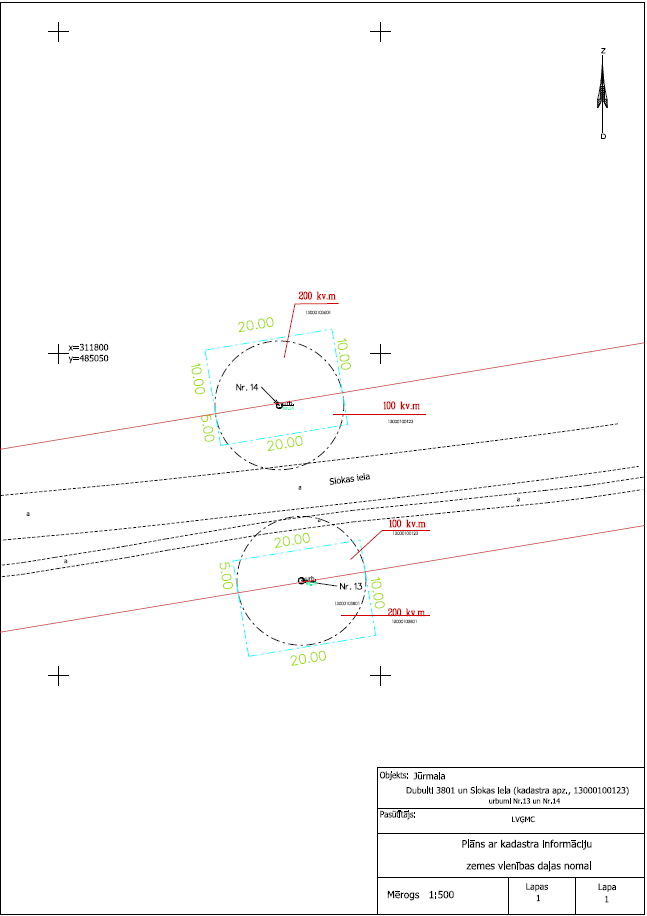 Z
D
200 kv.m
20.00
10.00
10.00
x=311800
y=485050
Nr. 14
100 kv.m
13000100123
5.00
20.00
Slokas iela
a
a
a
a
100 kv.m
13000100123
20.00
5.00
10.00
Nr. 13
200 kv.m
20.00
Objekts: Jūrmala
Dubulti 3801 un Slokas iela (kadastra apz., 13000100123)
urbumi Nr.13 un Nr.14
Pasūtītājs:
LVĢMC
Plāns ar kadastra informāciju
zemes vienības daļas nomai
Mērogs 1:500
Lapas
1
Lapa
1